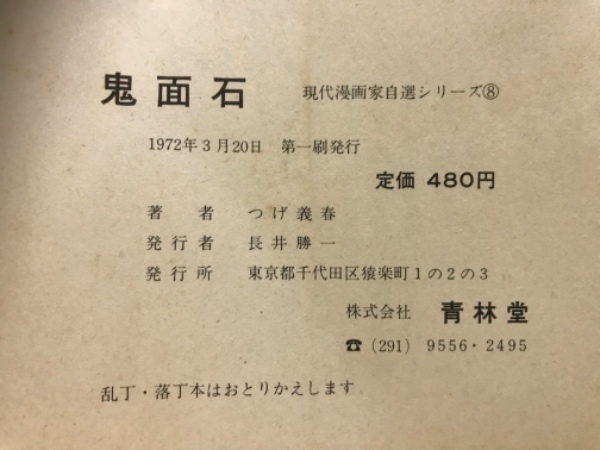 鬼面石 現代漫画家自選シリーズ⑧
1972年3月20日 第一刷発行
定価 480円
著者 つげ義春
発行者 長井勝一
発行所 東京都千代田区猿楽町1の2の3
株式会社 青林堂
☎(291) 9556・2495
乱丁・落丁本はおとりかえします